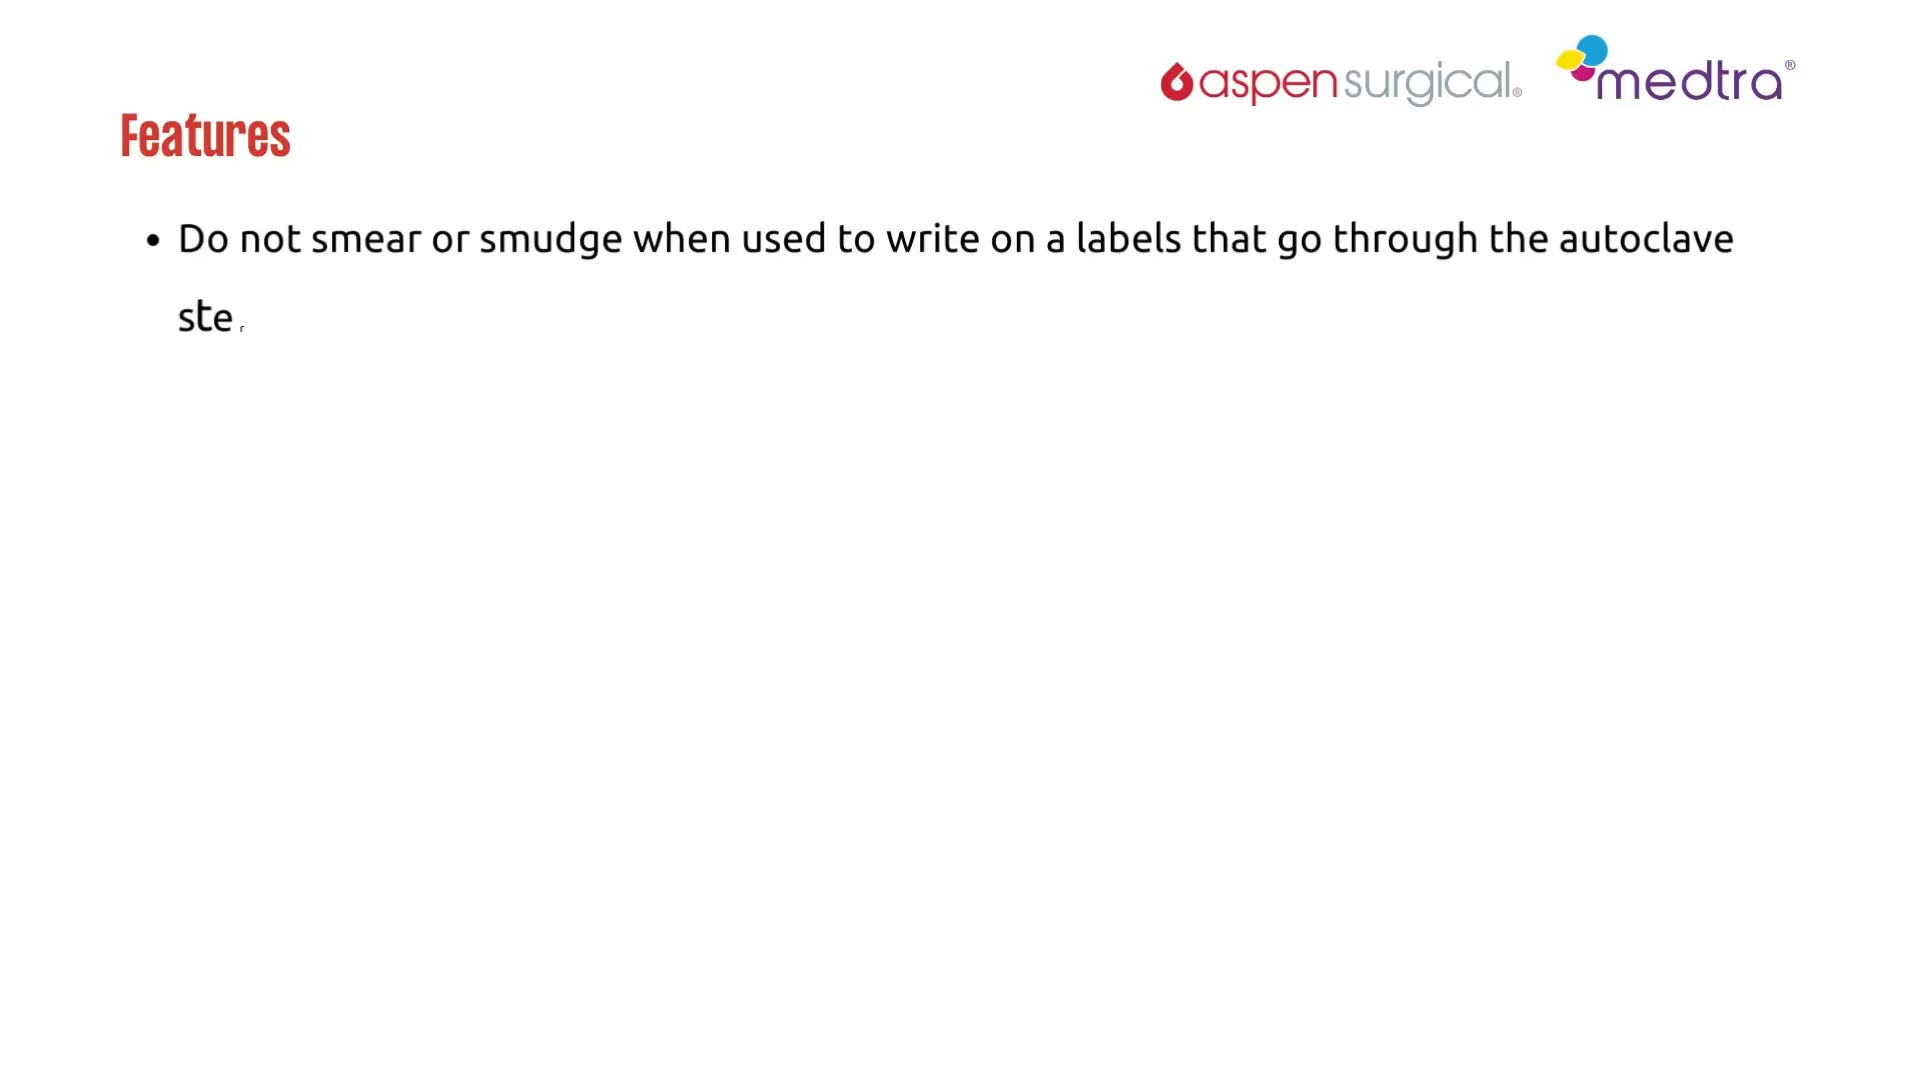 aspen surgical®
medtra®
Features
• Do not smear or smudge when used to write on a labels that go through the autoclave
ster